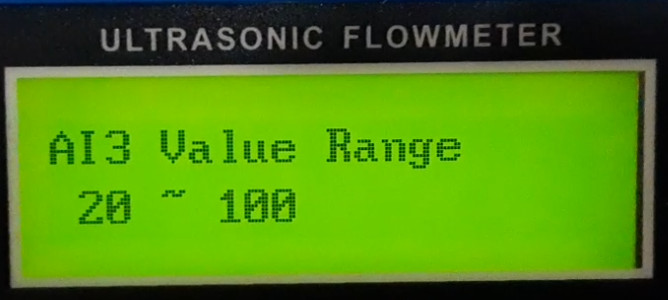 ULTRASONIC FLOWMETER
AI3 Value Range
20 ~ 100